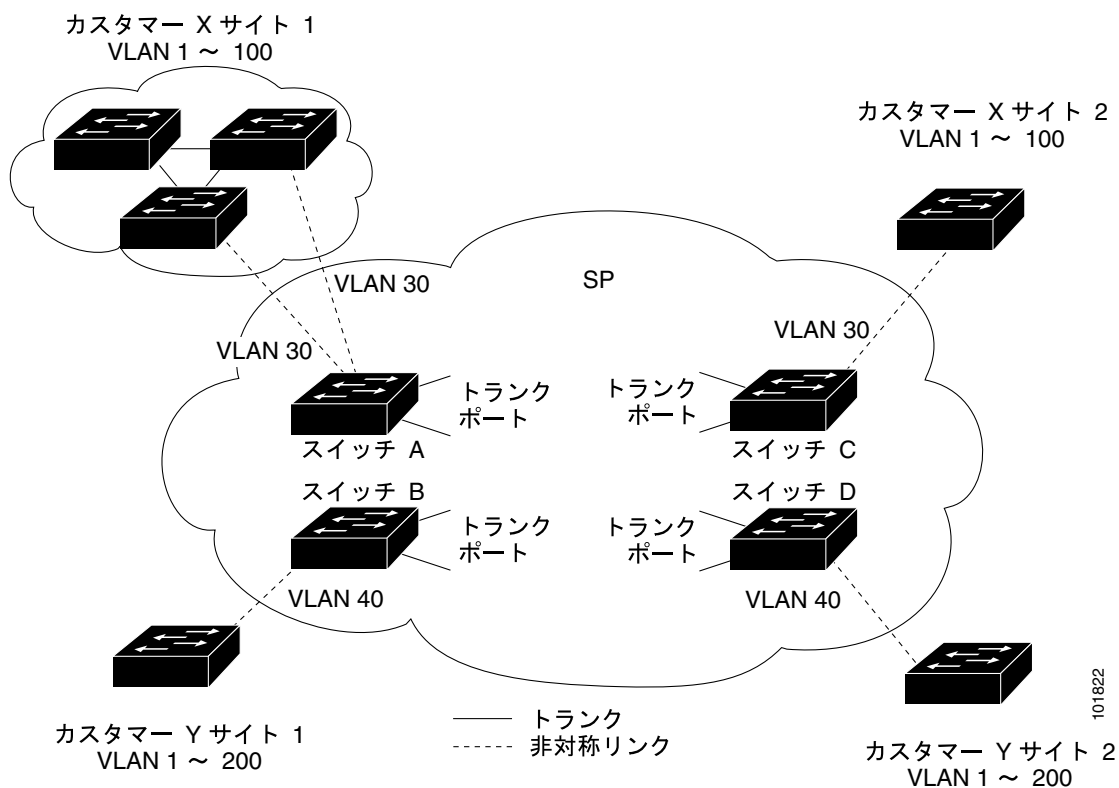 カスタマー X サイト 1
VLAN 1 ～ 100
カスタマー X サイト 2
VLAN 1 ～ 100
VLAN 30
SP
VLAN 30
VLAN 30
トランク
ポート
トランク
ポート
スイッチ A
スイッチ C
スイッチ B
スイッチ D
トランク
ポート
トランク
ポート
VLAN 40
VLAN 40
カスタマー Y サイト 1
VLAN 1 ～ 200
トランク
非対称リンク
カスタマー Y サイト 2
VLAN 1 ～ 200
101822